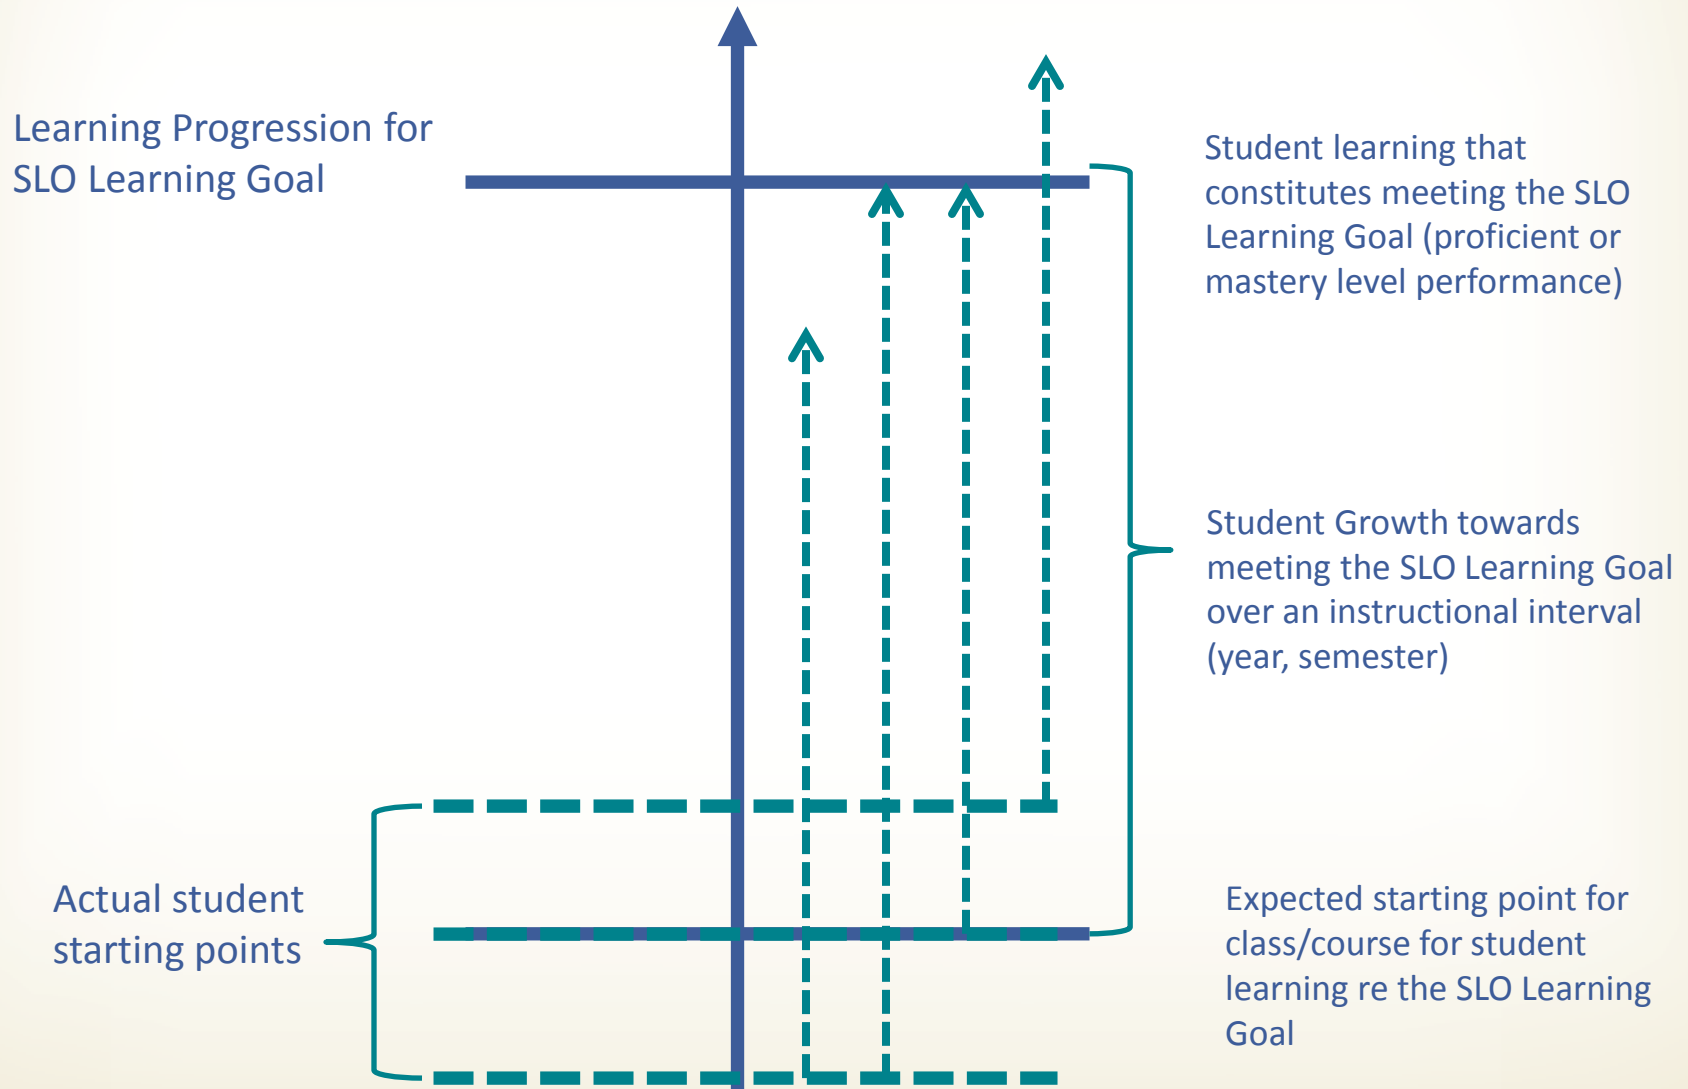 Learning Progression for
SLO Learning Goal
Student learning that
constitutes meeting the SLO
Learning Goal (proficient or
mastery level performance)
Student Growth towards
meeting the SLO Learning Goal
over an instructional interval
(year, semester)
Actual student
starting points
Expected starting point for
class/course for student
learning re the SLO Learning
Goal